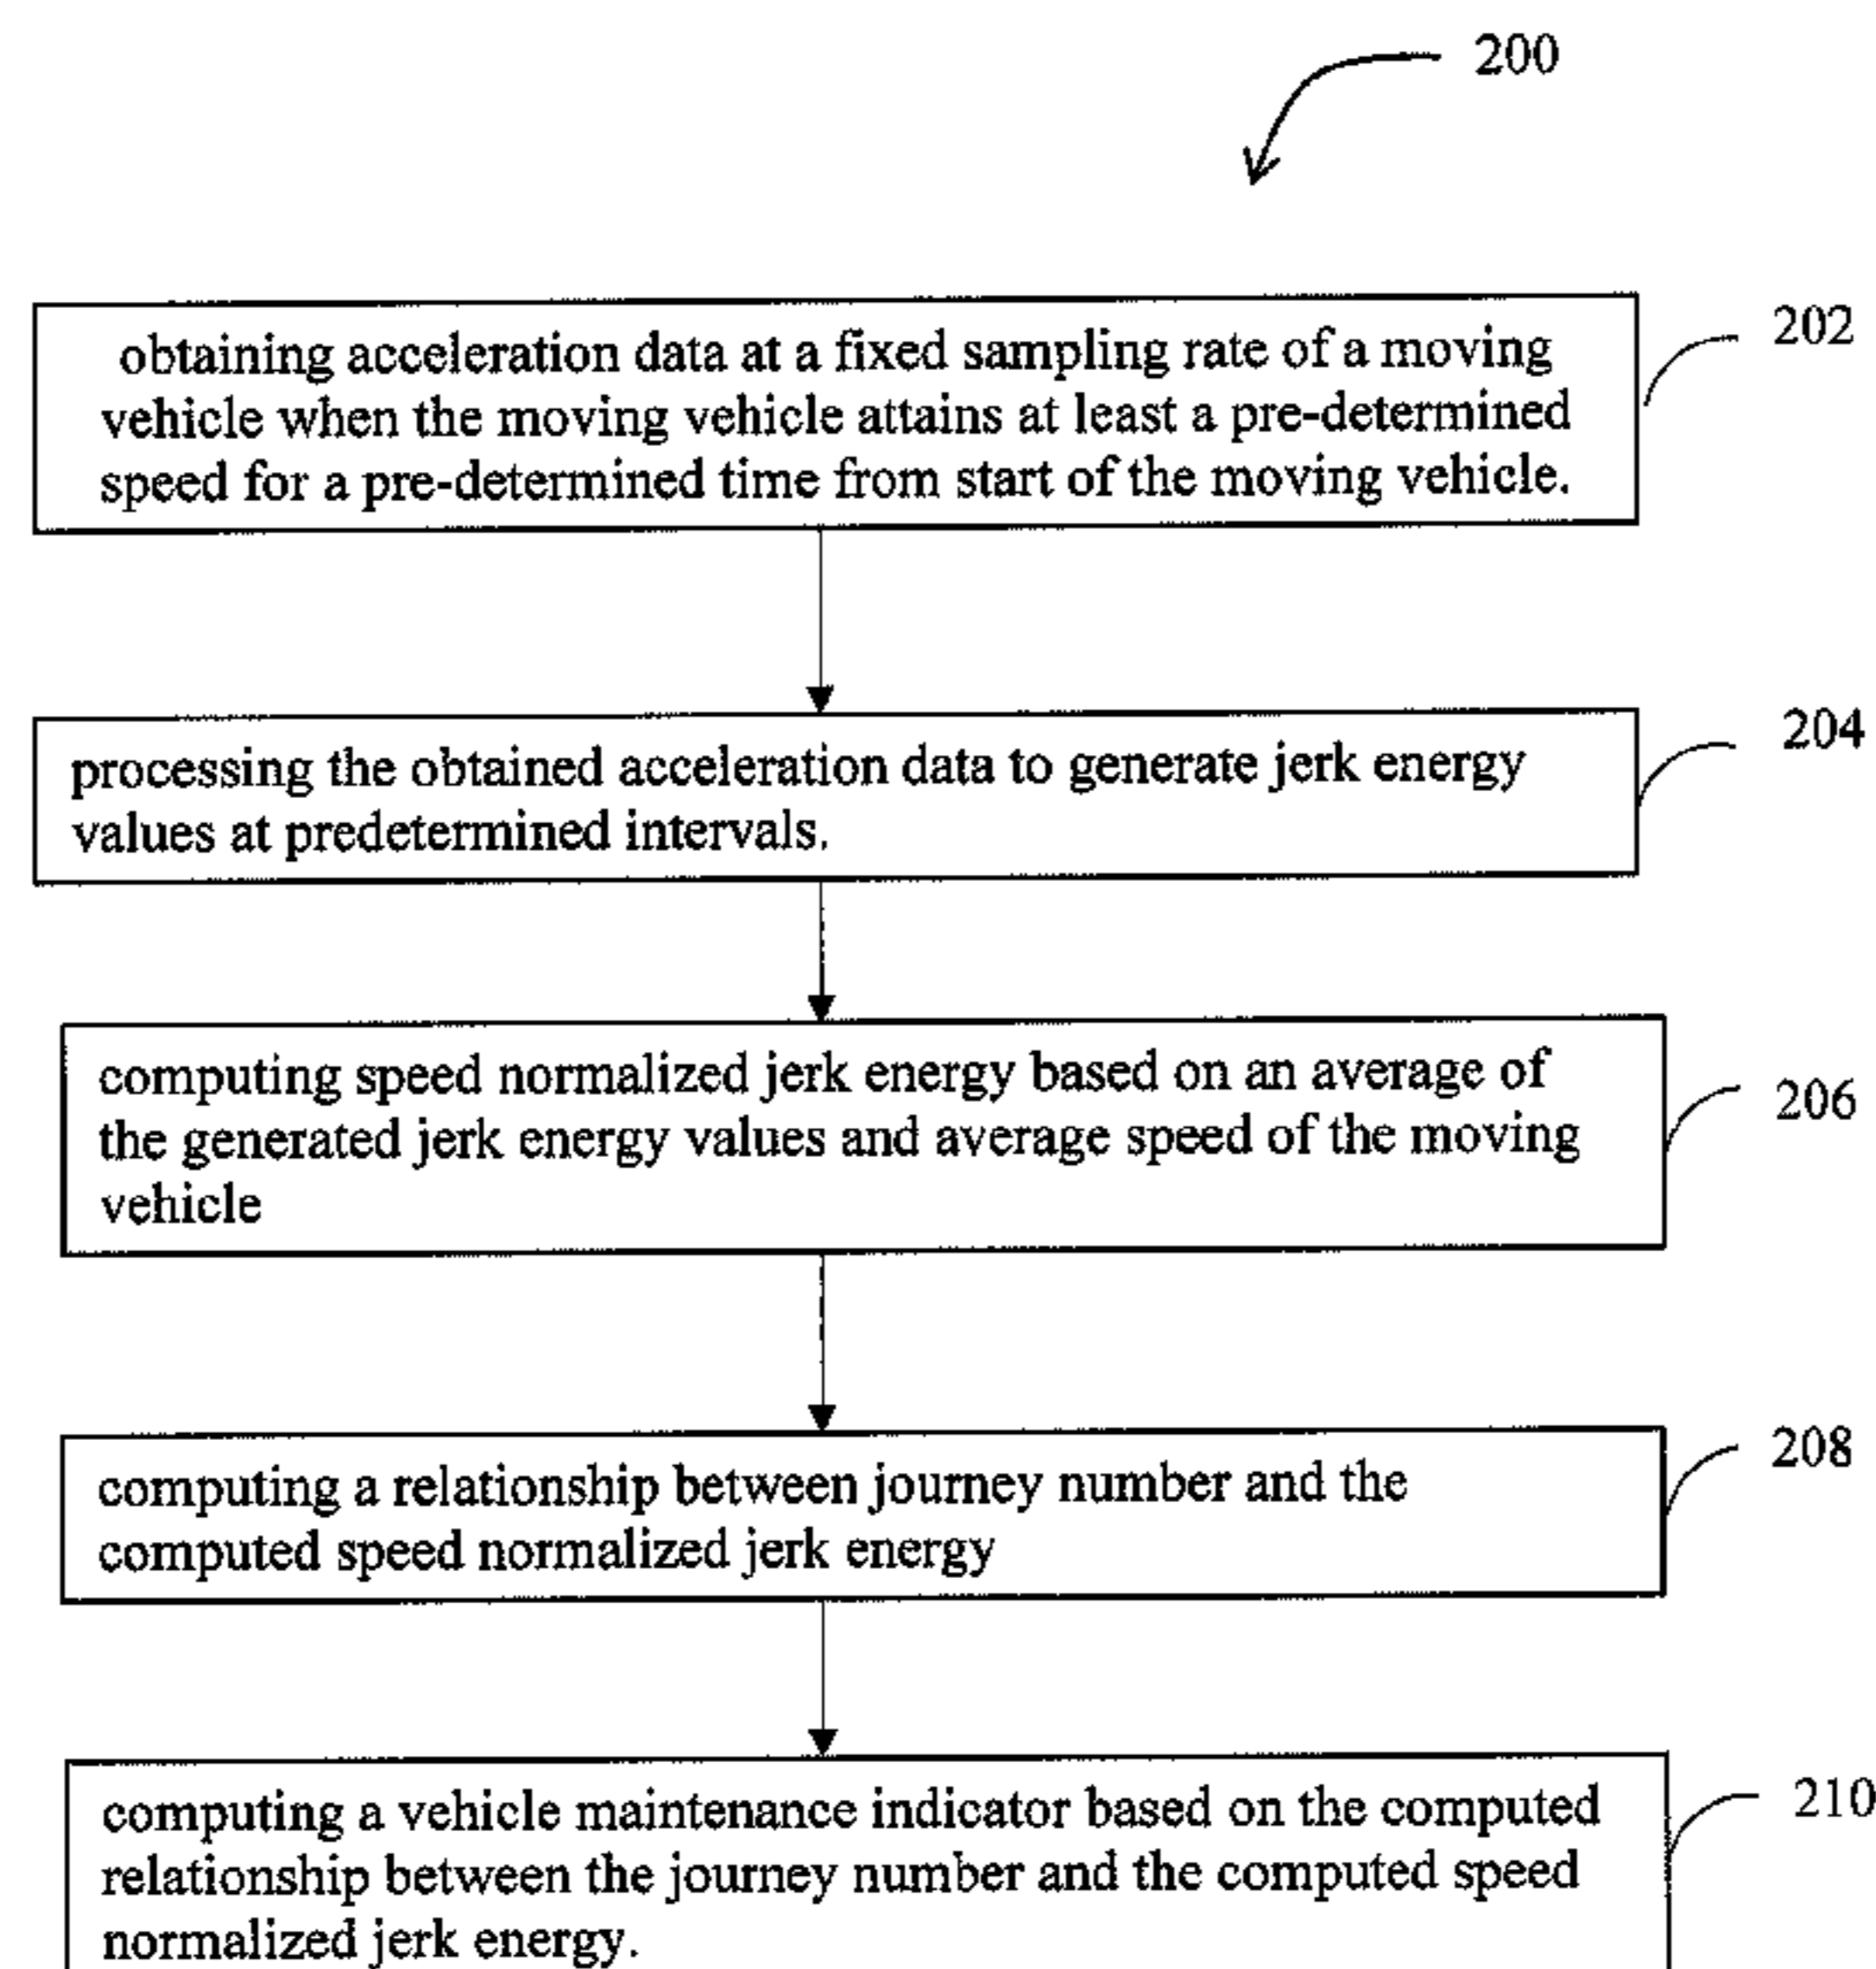 200
obtaining acceleration data at a fixed sampling rate of a moving
vehicle when the moving vehicle attains at least a pre-determined
speed for a pre-determined time from start of the moving vehicle.
202
processing the obtained acceleration data to generate jerk energy
values at predetermined intervals.
204
computing speed normalized jerk energy based on an average of
the generated jerk energy values and average speed of the moving
vehicle
206
computing a relationship between journey number and the
computed speed normalized jerk energy
208
computing a vehicle maintenance indicator based on the computed
relationship between the journey number and the computed speed
normalized jerk energy.
210